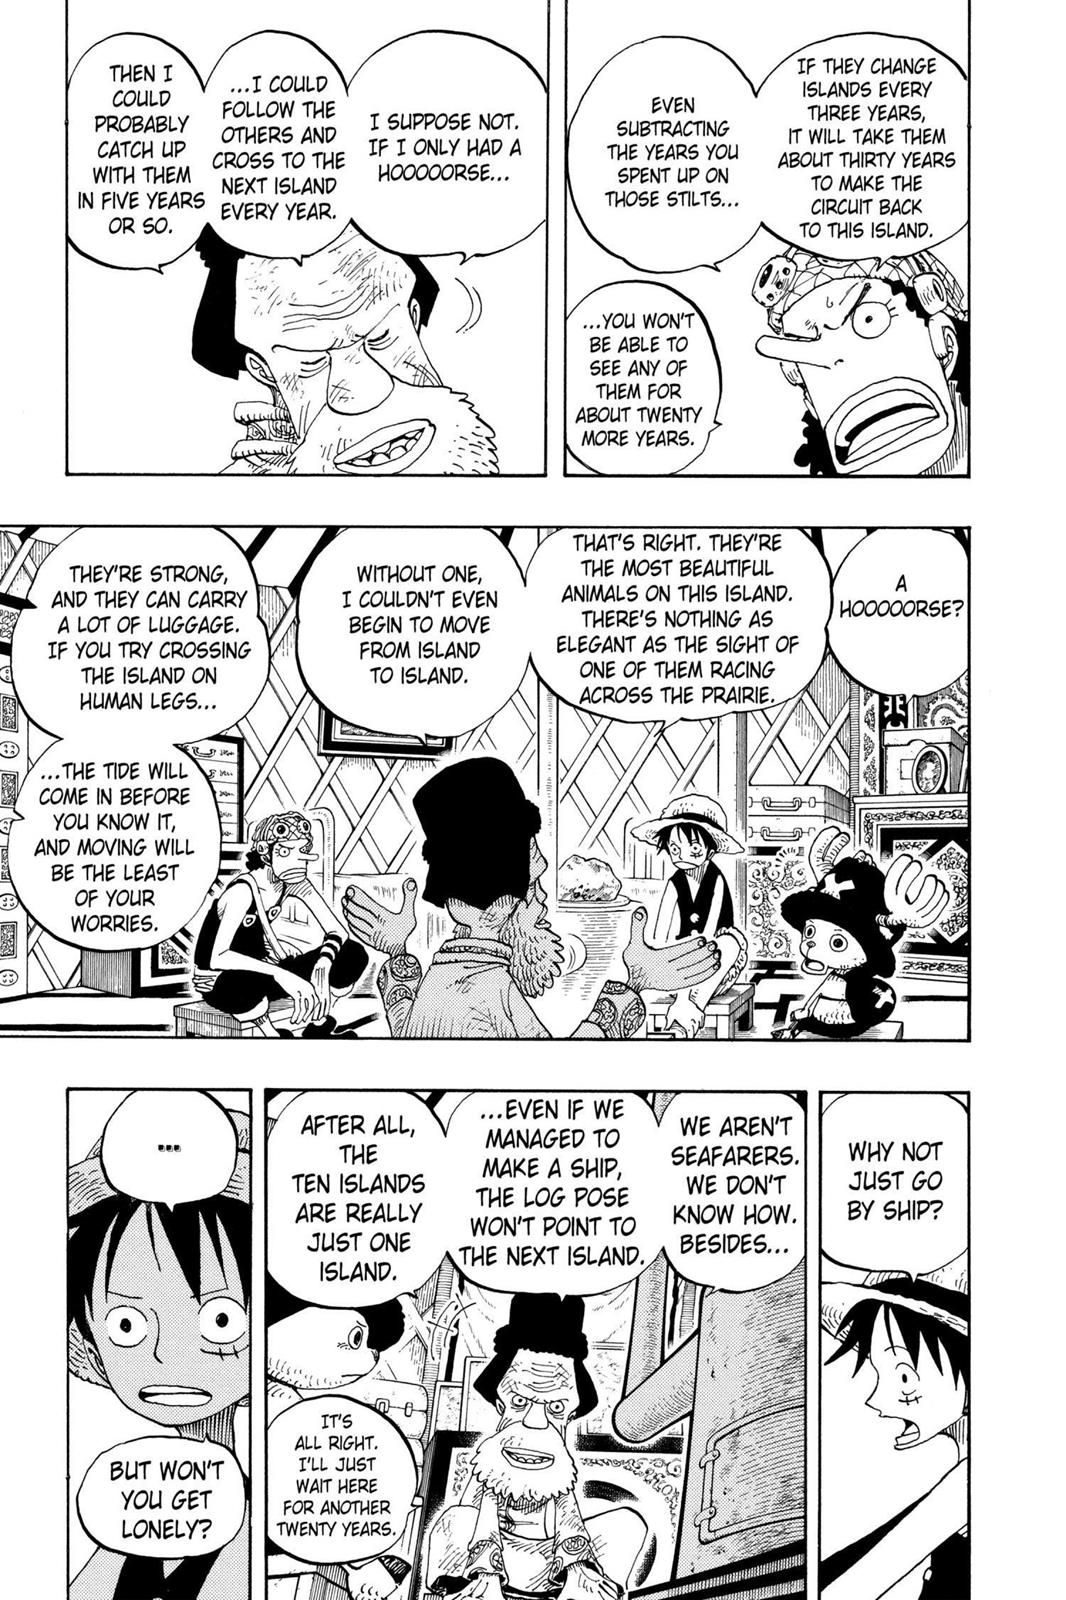 IF THEY CHANGE
ISLANDS EVERY
THREE YEARS,
IT WILL TAKE THEM
ABOUT THIRTY YEARS
TO MAKE THE
CIRCUIT BACK
TO THIS ISLAND.
EVEN
SUBTRACTING
THE YEARS YOU
SPENT UP ON
THOSE STILTS...
...YOU WON'T
BE ABLE TO
SEE ANY OF
THEM FOR
ABOUT TWENTY
MORE YEARS.
I SUPPOSE NOT.
IF I ONLY HAD A
HOOOOORSE...
...I COULD
FOLLOW THE
OTHERS AND
CROSS TO THE
NEXT ISLAND
EVERY YEAR.
THEN I
COULD
PROBABLY
CATCH UP
WITH THEM
IN FIVE YEARS
OR SO.
A
HOOOOORSE?
THAT'S RIGHT. THEY'RE
THE MOST BEAUTIFUL
ANIMALS ON THIS ISLAND.
THERE'S NOTHING AS
ELEGANT AS THE SIGHT OF
ONE OF THEM RACING
ACROSS THE PRAIRIE.
WITHOUT ONE,
I COULDN'T EVEN
BEGIN TO MOVE
FROM ISLAND
TO ISLAND.
THEY'RE STRONG,
AND THEY CAN CARRY
A LOT OF LUGGAGE.
IF YOU TRY CROSSING
THE ISLAND ON
HUMAN LEGS...
...THE TIDE WILL
COME IN BEFORE
YOU KNOW IT,
AND MOVING WILL
BE THE LEAST
OF YOUR
WORRIES.
WHY NOT
JUST GO
BY SHIP?
WE AREN'T
SEAFARERS.
WE DON'T
KNOW HOW.
BESIDES...
...EVEN IF WE
MANAGED TO
MAKE A SHIP,
THE LOG POSE
WON'T POINT TO
THE NEXT ISLAND.
AFTER ALL,
THE
TEN ISLANDS
ARE REALLY
JUST ONE
ISLAND.
IT'S
ALL RIGHT.
I'LL JUST
WAIT HERE
FOR ANOTHER
TWENTY YEARS.
...
BUT WON'T
YOU GET
LONELY?